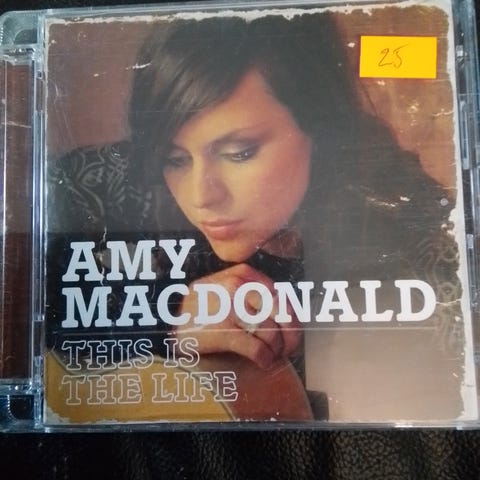 25
AMY
MACDONALD
THIS IS
THE LIFE